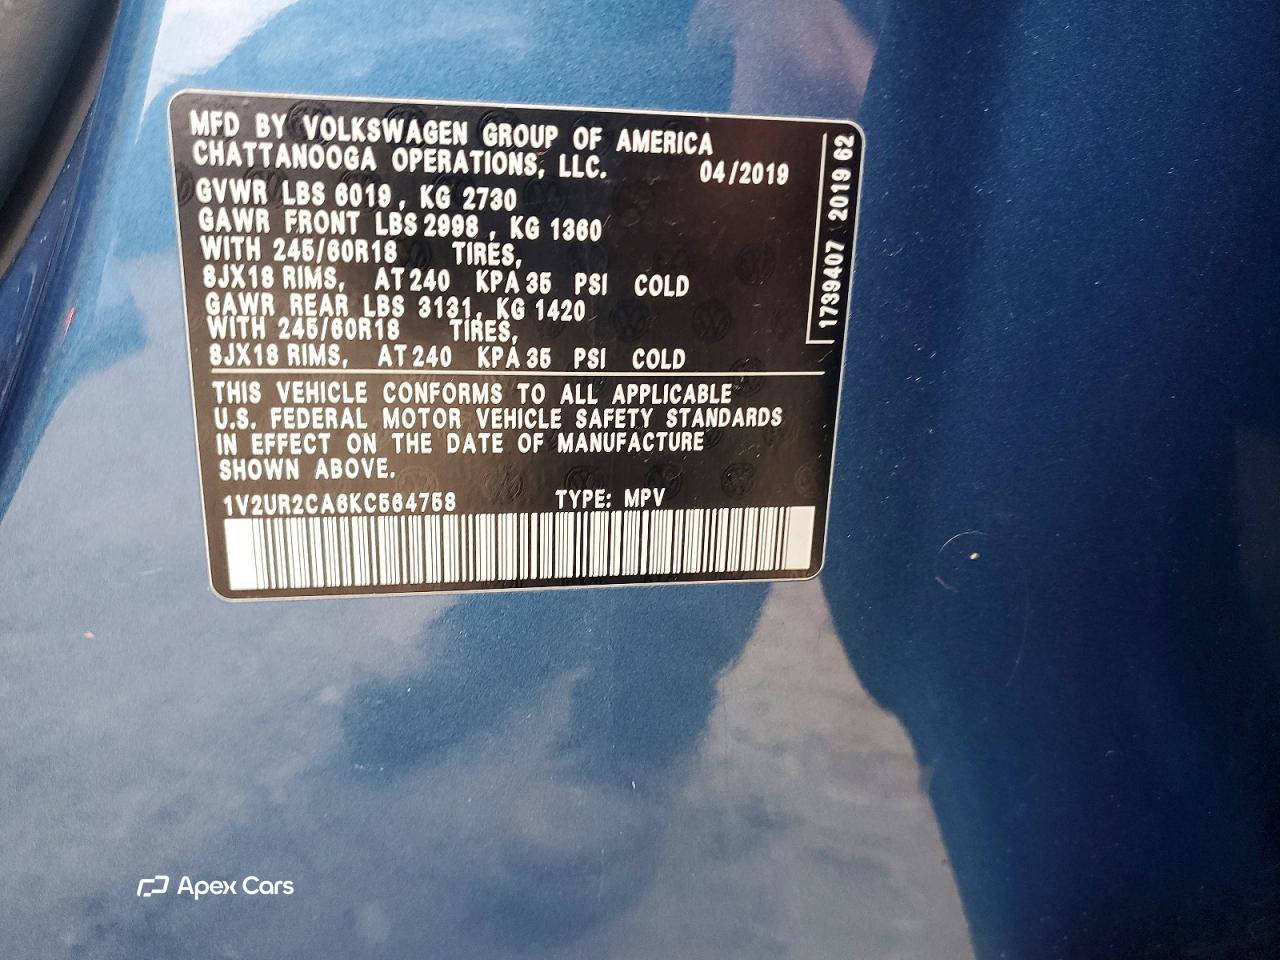 MFD BY VOLKSWAGEN GROUP OF AMERICA
CHATTANOOGA OPERATIONS, LLC. 04/2019
GVWR LBS 6019, KG 2730
GAWR FRONT LBS 2998, KG 1360
WITH 245/60R18 TIRES,
8JX18 RIMS, AT 240 KPA 35 PSI COLD
GAWR REAR LBS 3131, KG 1420
WITH 245/60R18 TIRES,
8JX18 RIMS, AT 240 KPA 35 PSI COLD
THIS VEHICLE CONFORMS TO ALL APPLICABLE
U.S. FEDERAL MOTOR VEHICLE SAFETY STANDARDS
IN EFFECT ON THE DATE OF MANUFACTURE
SHOWN ABOVE.
1V2UR2CA6KC564758 TYPE: MPV
1739407 2019 62
Apex Cars